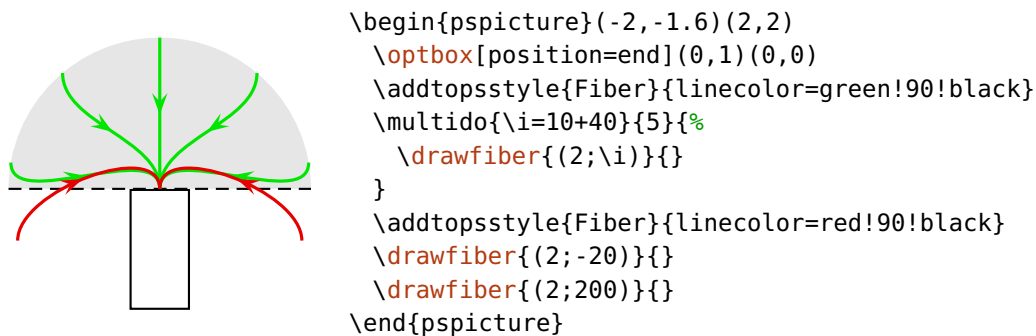 \begin{pspicture}(-2,-1.6)(2,2)
  \optbox[position=end](0,1)(0,0)
  \addtopsstyle{Fiber}{linecolor=green!90!black}
  \multido{\i=10+40}{5}{%
    \drawfiber{(2;\i)}{}
  }
  \addtopsstyle{Fiber}{linecolor=red!90!black}
  \drawfiber{(2;-20)}{}
  \drawfiber{(2;200)}{}
\end{pspicture}